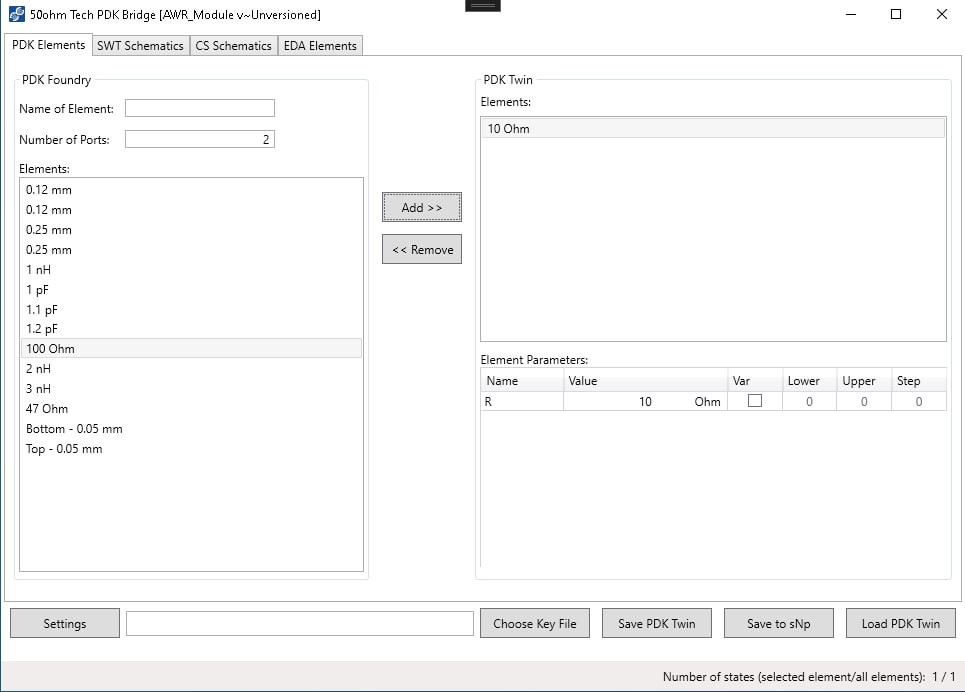 50ohm Tech PDK Bridge [AWR_Module v~Unversioned]
PDK Elements SWT Schematics CS Schematics EDA Elements
PDK Foundry
Name of Element:
Number of Ports: 2
Elements:
0.12 mm
0.12 mm
0.25 mm
0.25 mm
1 nH
1 pF
1.1 pF
1.2 pF
100 Ohm
2 nH
3 nH
47 Ohm
Bottom - 0.05 mm
Top - 0.05 mm
Add >>
<< Remove
PDK Twin
Elements:
10 Ohm
Element Parameters:
Name Value Var Lower Upper Step
R 10 Ohm 0 0 0
Settings Choose Key File Save PDK Twin Save to sNp Load PDK Twin
Number of states (selected element/all elements): 1 / 1